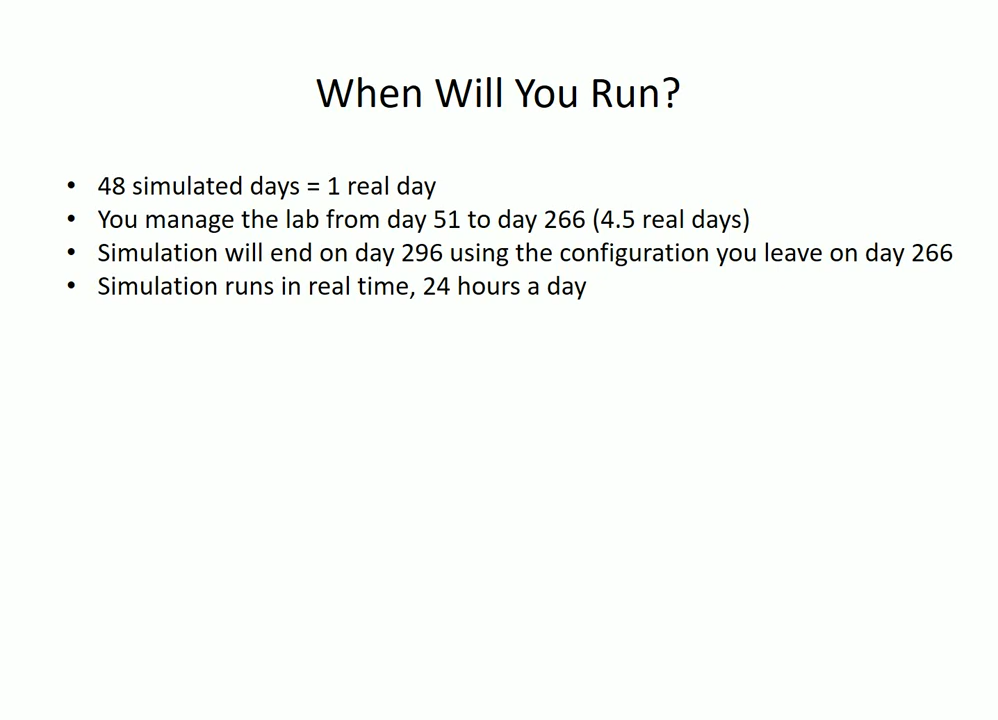 When Will You Run?
• 48 simulated days = 1 real day
• You manage the lab from day 51 to day 266 (4.5 real days)
• Simulation will end on day 296 using the configuration you leave on day 266
• Simulation runs in real time, 24 hours a day